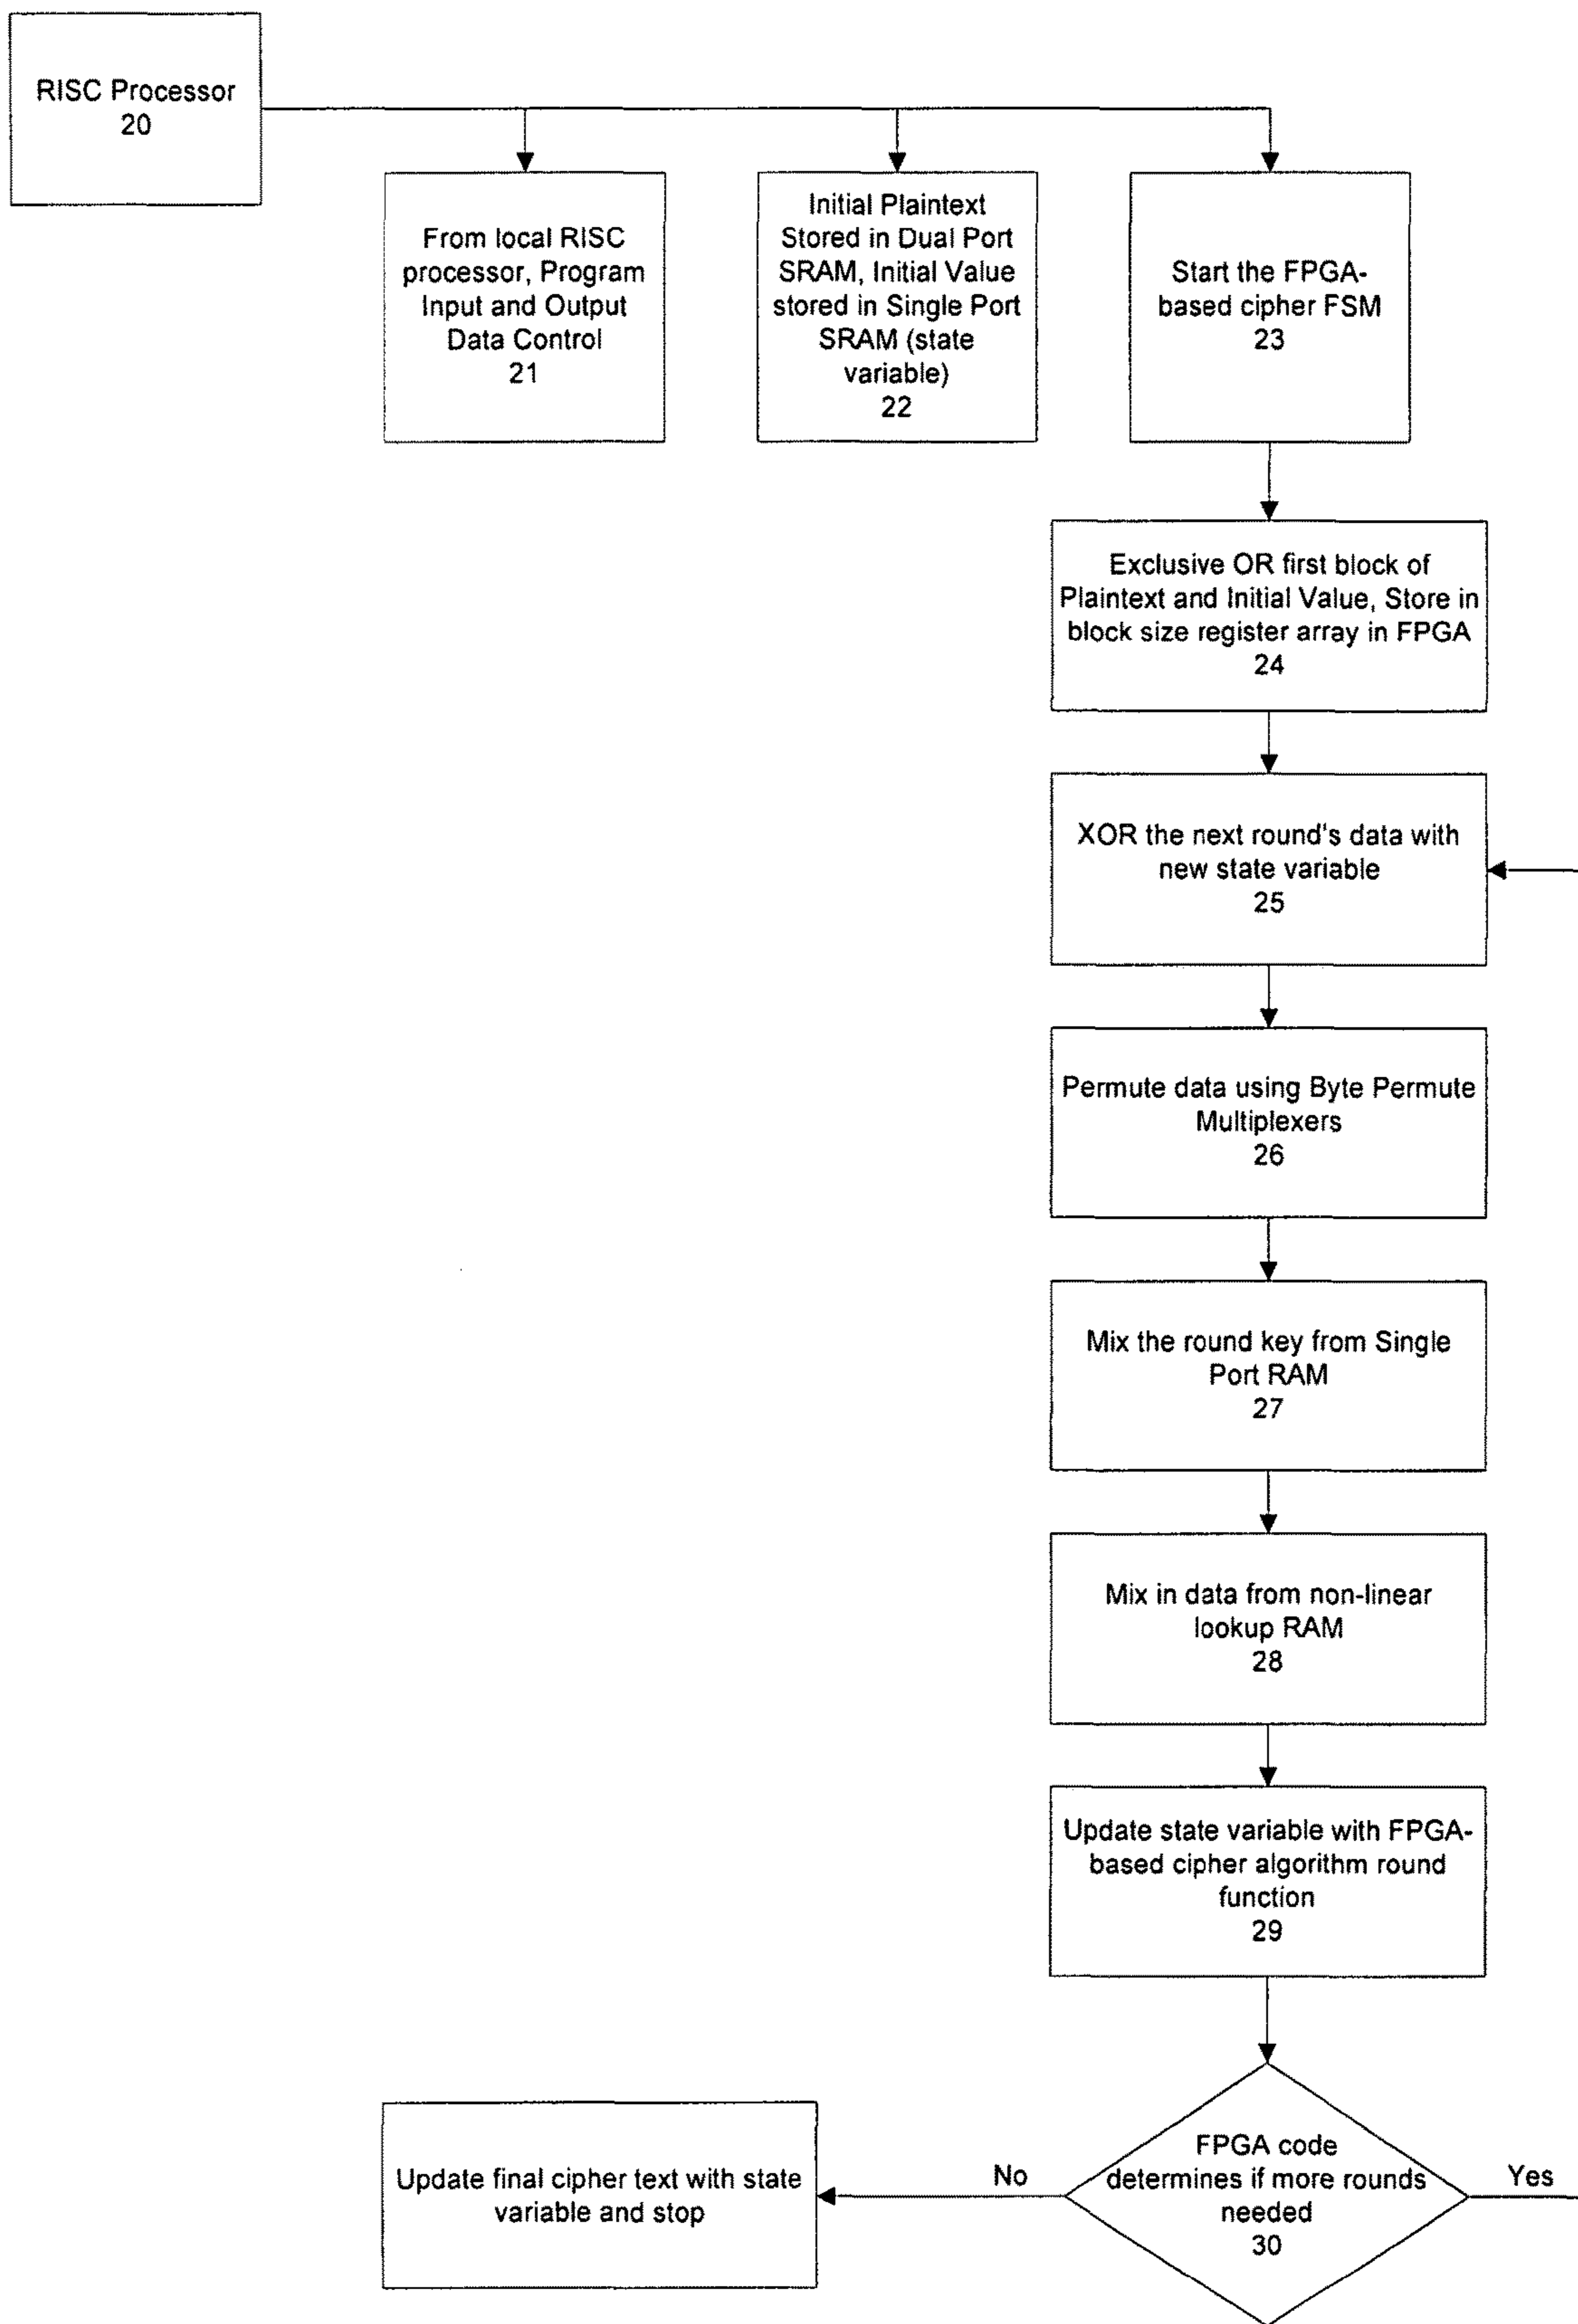 RISC Processor
20
From local RISC
processor, Program
Input and Output
Data Control
21
Initial Plaintext
Stored in Dual Port
SRAM, Initial Value
stored in Single Port
SRAM (state
variable)
22
Start the FPGA-
based cipher FSM
23
Exclusive OR first block of
Plaintext and Initial Value, Store in
block size register array in FPGA
24
XOR the next round's data with
new state variable
25
Permute data using Byte Permute
Multiplexers
26
Mix the round key from Single
Port RAM
27
Mix in data from non-linear
lookup RAM
28
Update state variable with FPGA-
based cipher algorithm round
function
29
FPGA code
determines if more rounds
needed
30
No
Yes
Update final cipher text with state
variable and stop